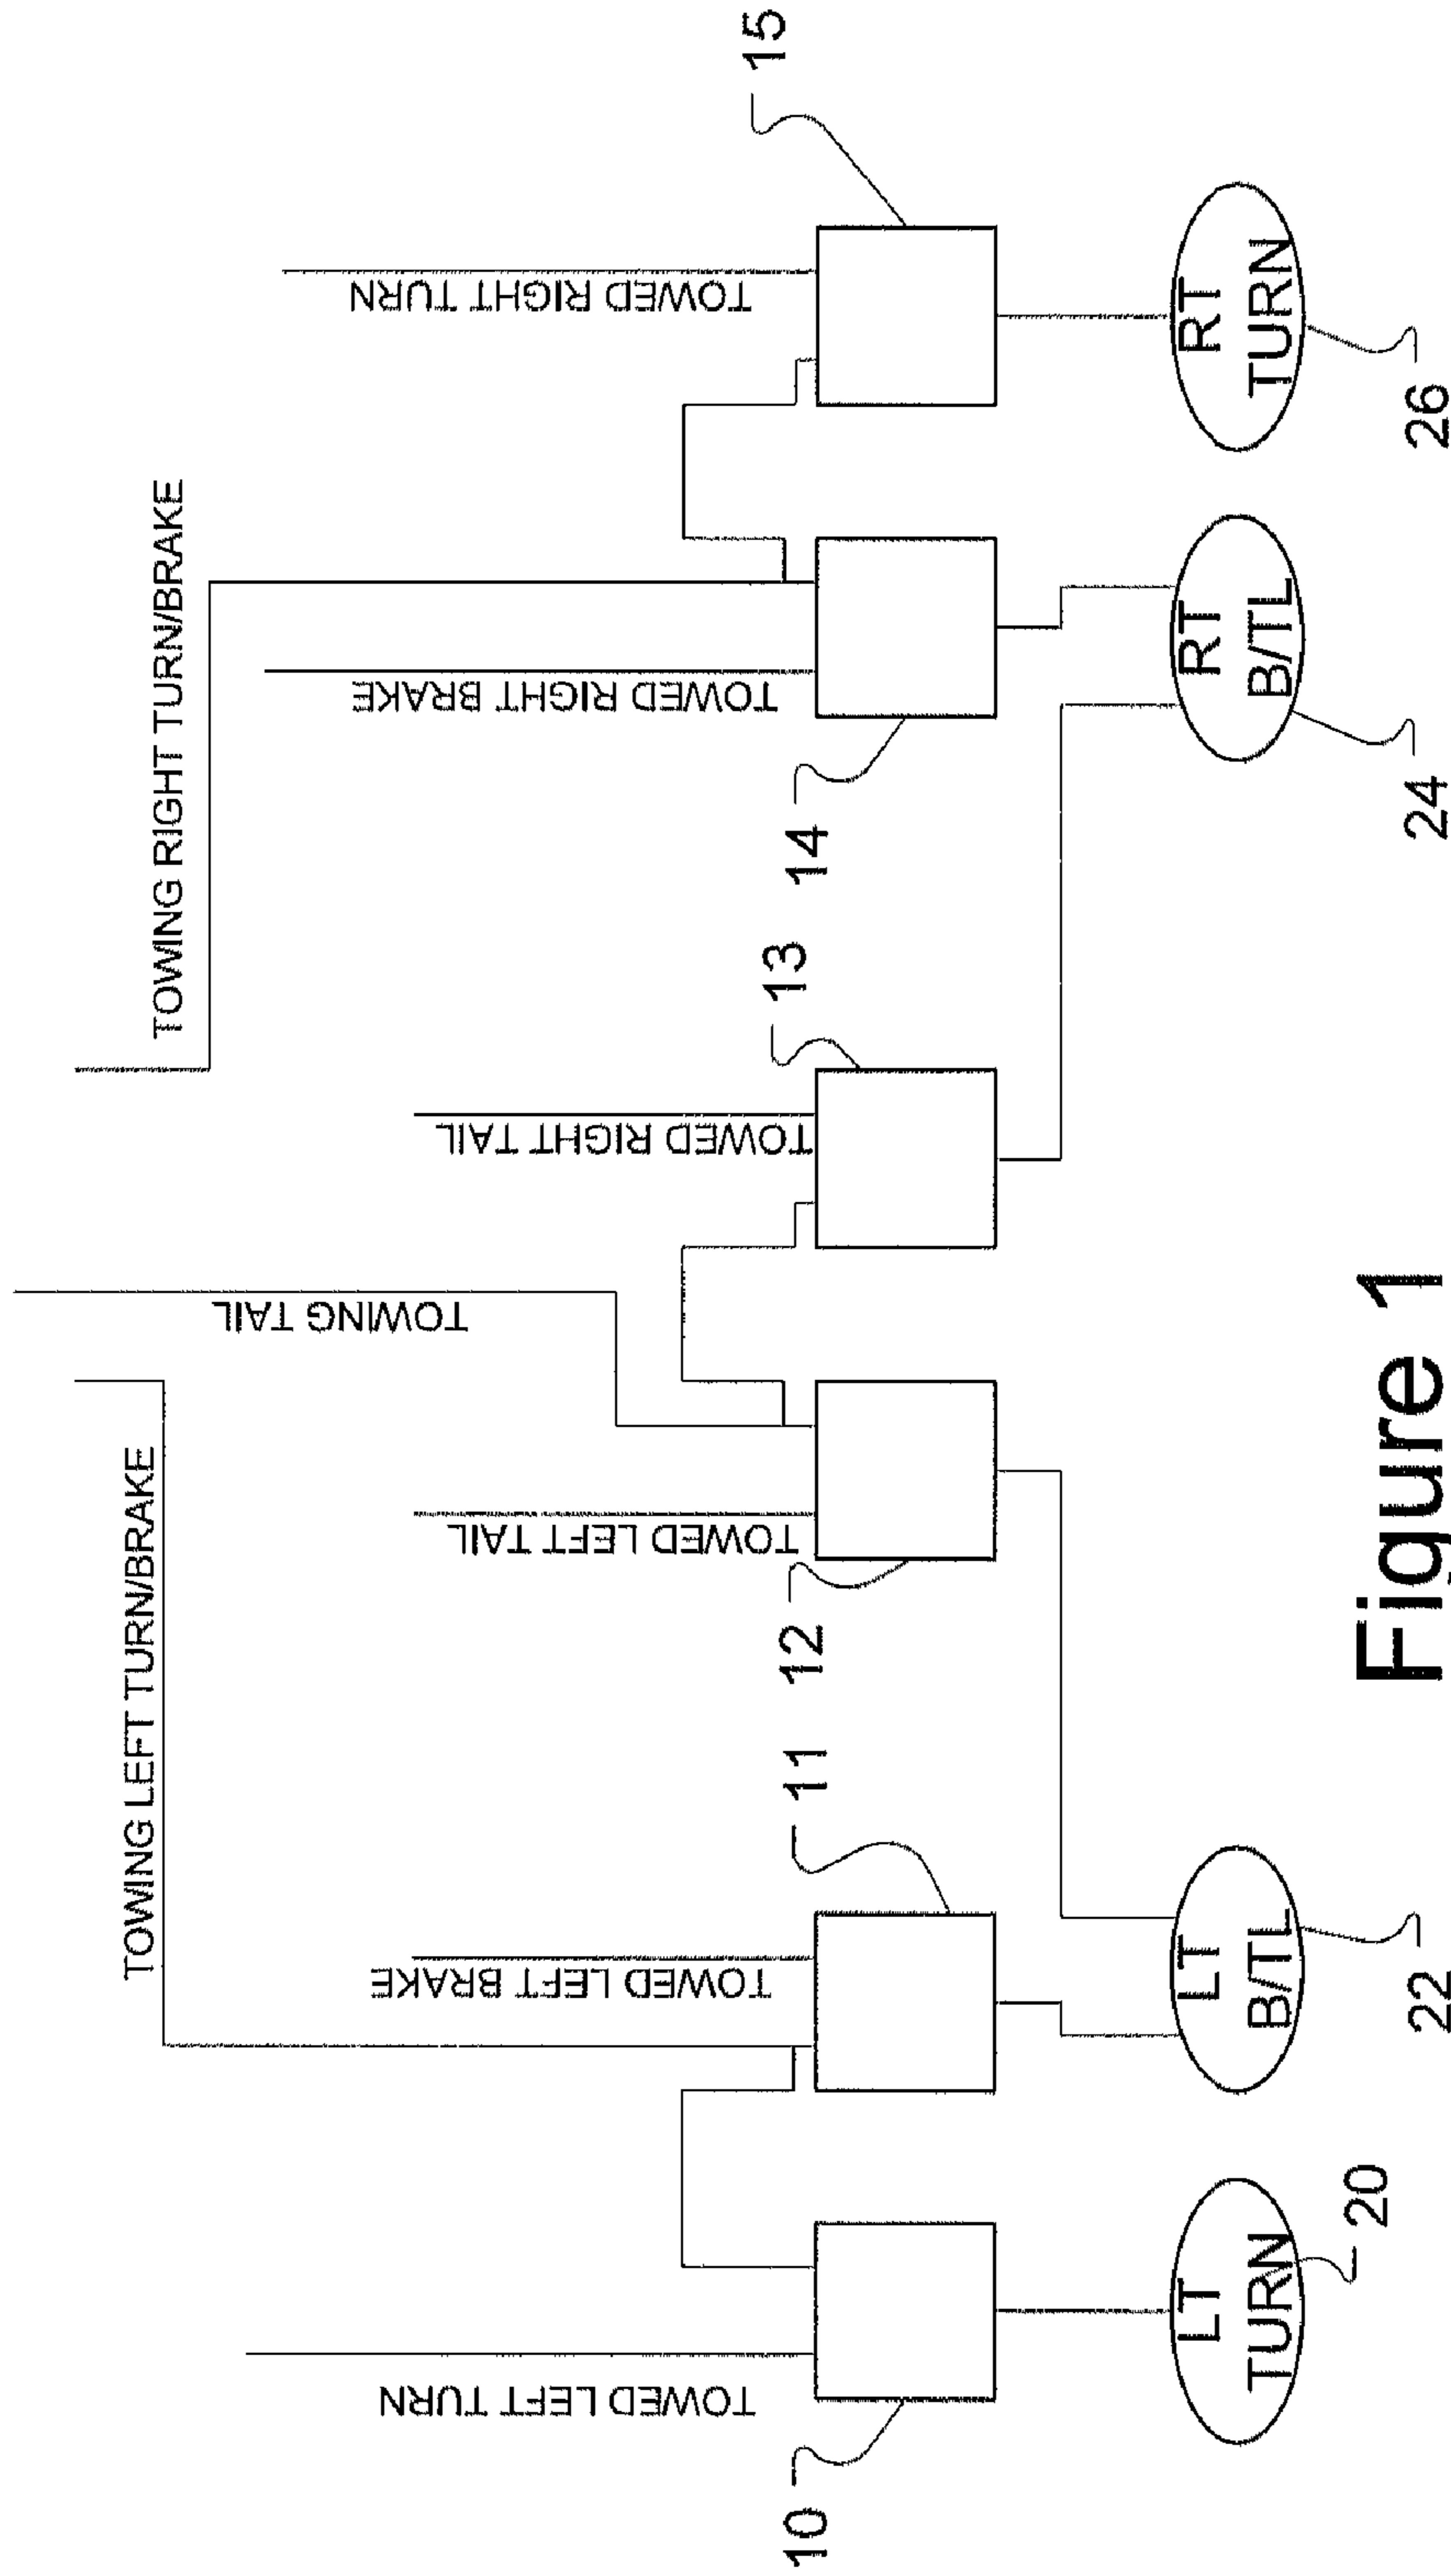 TOWING LEFT TURN/BRAKE
TOWING RIGHT TURN/BRAKE
TOWING TAIL
TOWED LEFT TURN
TOWED LEFT BRAKE
TOWED LEFT TAIL
TOWED RIGHT TAIL
TOWED RIGHT BRAKE
TOWED RIGHT TURN
10
11
12
13
14
15
LT
TURN
LT
B/TL
RT
B/TL
RT
TURN
20
22
24
26
Figure 1